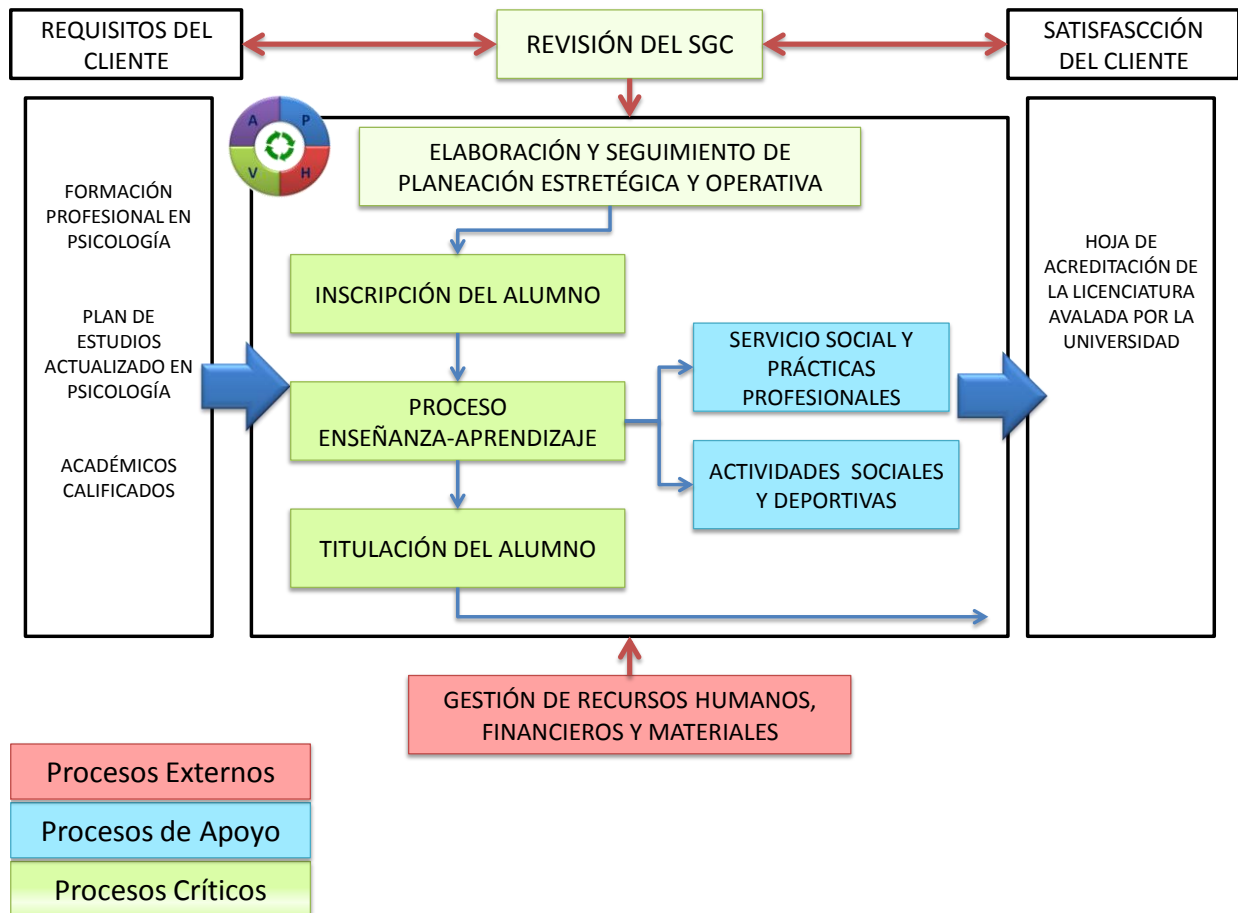 REQUISITOS DEL
CLIENTE
REVISIÓN DEL SGC
SATISFASCCIÓN
DEL CLIENTE
A
P
V
H
ELABORACIÓN Y SEGUIMIENTO DE
PLANEACIÓN ESTRETÉGICA Y OPERATIVA
FORMACIÓN
PROFESIONAL EN
PSICOLOGÍA
PLAN DE
ESTUDIOS
ACTUALIZADO EN
PSICOLOGÍA
ACADÉMICOS
CALIFICADOS
INSCRIPCIÓN DEL ALUMNO
PROCESO
ENSEÑANZA-APRENDIZAJE
TITULACIÓN DEL ALUMNO
SERVICIO SOCIAL Y
PRÁCTICAS
PROFESIONALES
ACTIVIDADES SOCIALES
Y DEPORTIVAS
HOJA DE
ACREDITACIÓN DE
LA LICENCIATURA
AVALADA POR LA
UNIVERSIDAD
GESTIÓN DE RECURSOS HUMANOS,
FINANCIEROS Y MATERIALES
Procesos Externos
Procesos de Apoyo
Procesos Críticos